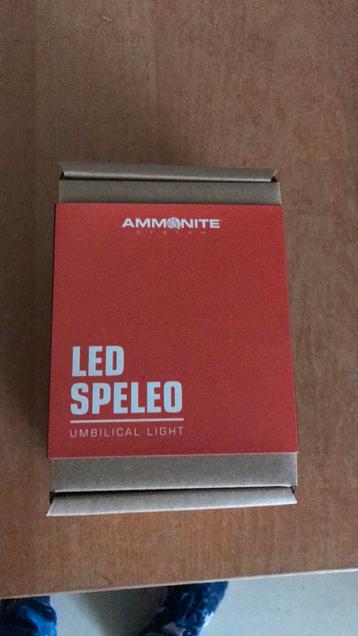 AMMONITE
SYSTEM
LED
SPELEO
UMBILICAL LIGHT